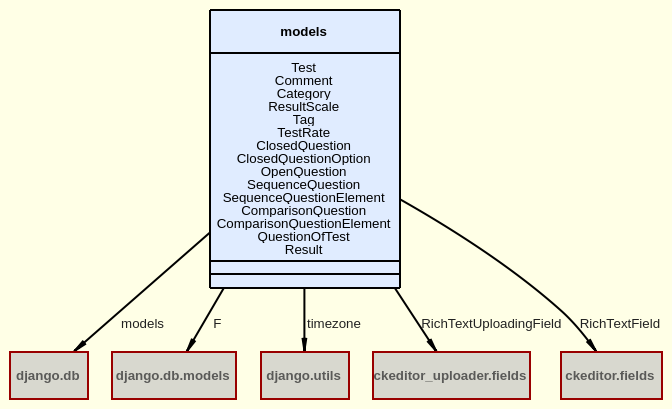 models
Test
Comment
Category
ResultScale
Tag
TestRate
ClosedQuestion
ClosedQuestionOption
OpenQuestion
SequenceQuestion
SequenceQuestionElement
ComparisonQuestion
ComparisonQuestionElement
QuestionOfTest
Result
models
F
timezone
RichTextUploadingField
RichTextField
django.db
django.db.models
django.utils
ckeditor_uploader.fields
ckeditor.fields